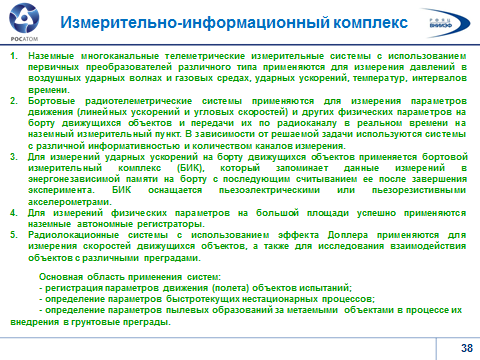 Измерительно-информационный комплекс
РОСАТОМ
РФЯЦ
ВНИИЭФ
1. Наземные многоканальные телеметрические измерительные системы с использованием
первичных преобразователей различного типа применяются для измерения давлений в
воздушных ударных волнах и газовых средах, ударных ускорений, температур, интервалов
времени.
2. Бортовые радиотелеметрические системы применяются для измерения параметров
движения (линейных ускорений и угловых скоростей) и других физических параметров на
борту движущихся объектов и передачи их по радиоканалу в реальном времени на
наземный измерительный пункт. В зависимости от решаемой задачи используются системы
с различной информативностью и количеством каналов измерения.
3. Для измерений ударных ускорений на борту движущихся объектов применяется бортовой
измерительный комплекс (БИК), который запоминает данные измерений в
энергонезависимой памяти на борту с последующим считыванием ее после завершения
эксперимента. БИК оснащается пьезоэлектрическими или пьезорезистивными
акселерометрами.
4. Для измерений физических параметров на большой площади успешно применяются
наземные автономные регистраторы.
5. Радиолокационные системы с использованием эффекта Доплера применяются для
измерения скоростей движущихся объектов, а также для исследования взаимодействия
объектов с различными преградами.
Основная область применения систем:
- регистрация параметров движения (полета) объектов испытаний;
- определение параметров быстротекущих нестационарных процессов;
- определение параметров пылевых образований за метаемыми объектами в процессе их
внедрения в грунтовые преграды.
38